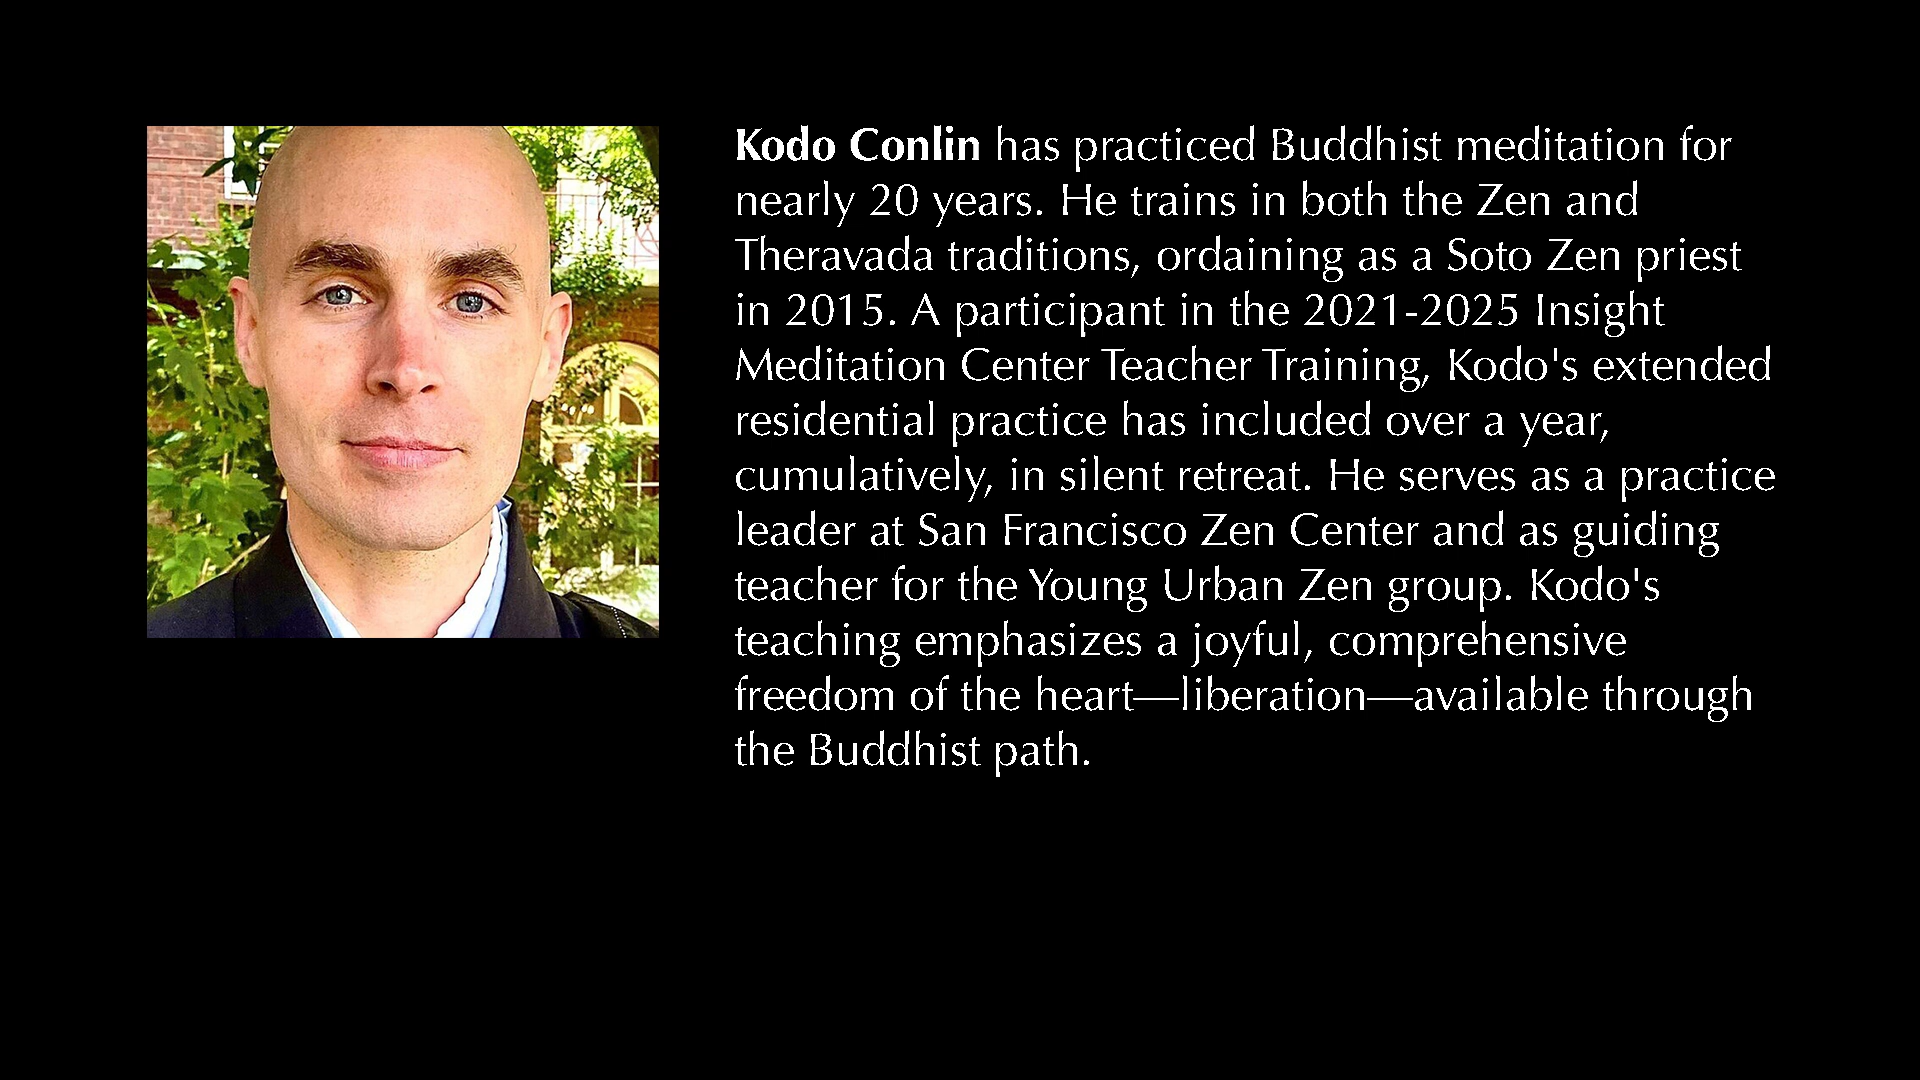 Kodo Conlin has practiced Buddhist meditation for
nearly 20 years. He trains in both the Zen and
Theravada traditions, ordaining as a Soto Zen priest
in 2015. A participant in the 2021-2025 Insight
Meditation Center Teacher Training, Kodo's extended
residential practice has included over a year,
cumulatively, in silent retreat. He serves as a practice
leader at San Francisco Zen Center and as guiding
teacher for the Young Urban Zen group. Kodo's
teaching emphasizes a joyful, comprehensive
freedom of the heart—liberation—available through
the Buddhist path.